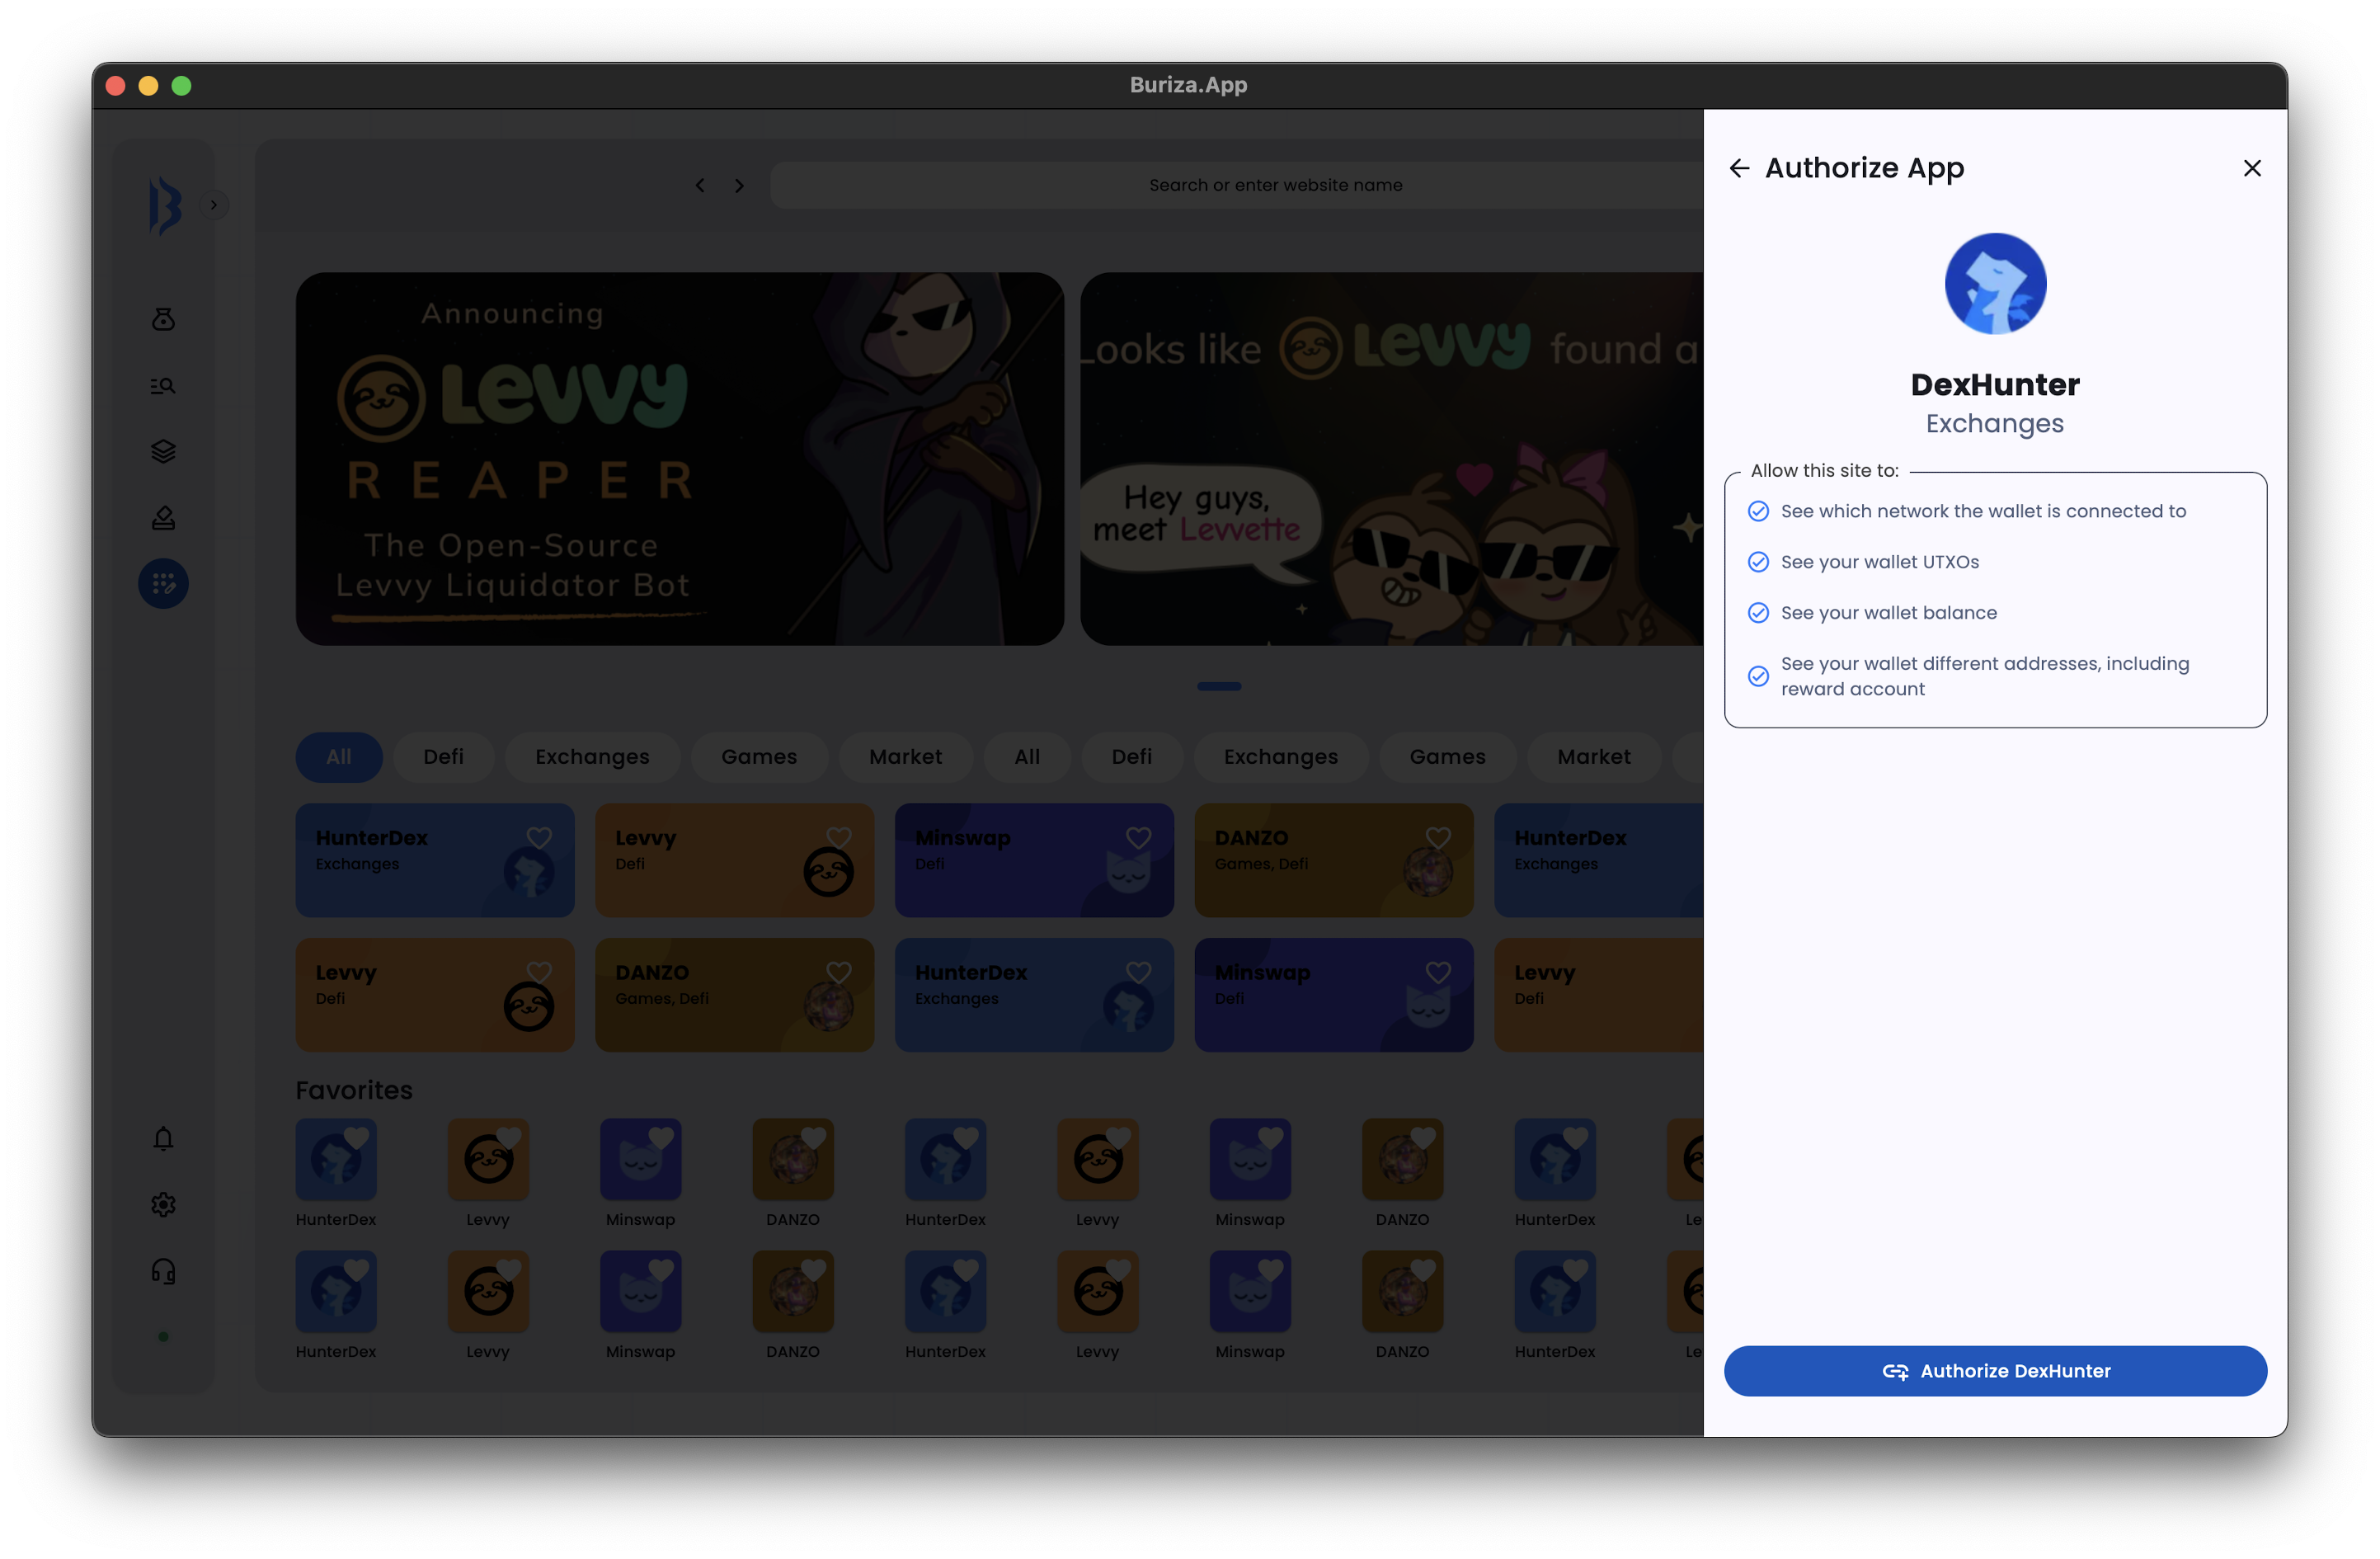 Buriza.App
Search or enter website name
Announcing
Levvy
REAPER
The Open-Source
Levvy Liquidator Bot
Looks like Levvy found a
Hey guys,
meet Levvette
All Defi Exchanges Games Market All Defi Exchanges Games Market
HunterDex Levvy Minswap DANZO HunterDex
Exchanges Defi Defi Games, Defi Exchanges
Levvy DANZO HunterDex Minswap Levvy
Defi Games, Defi Exchanges Defi Defi
Favorites
HunterDex Levvy Minswap DANZO HunterDex Levvy Minswap DANZO HunterDex Le
HunterDex Levvy Minswap DANZO HunterDex Levvy Minswap DANZO HunterDex Le
Authorize App
DexHunter
Exchanges
Allow this site to:
See which network the wallet is connected to
See your wallet UTXOs
See your wallet balance
See your wallet different addresses, including
reward account
Authorize DexHunter